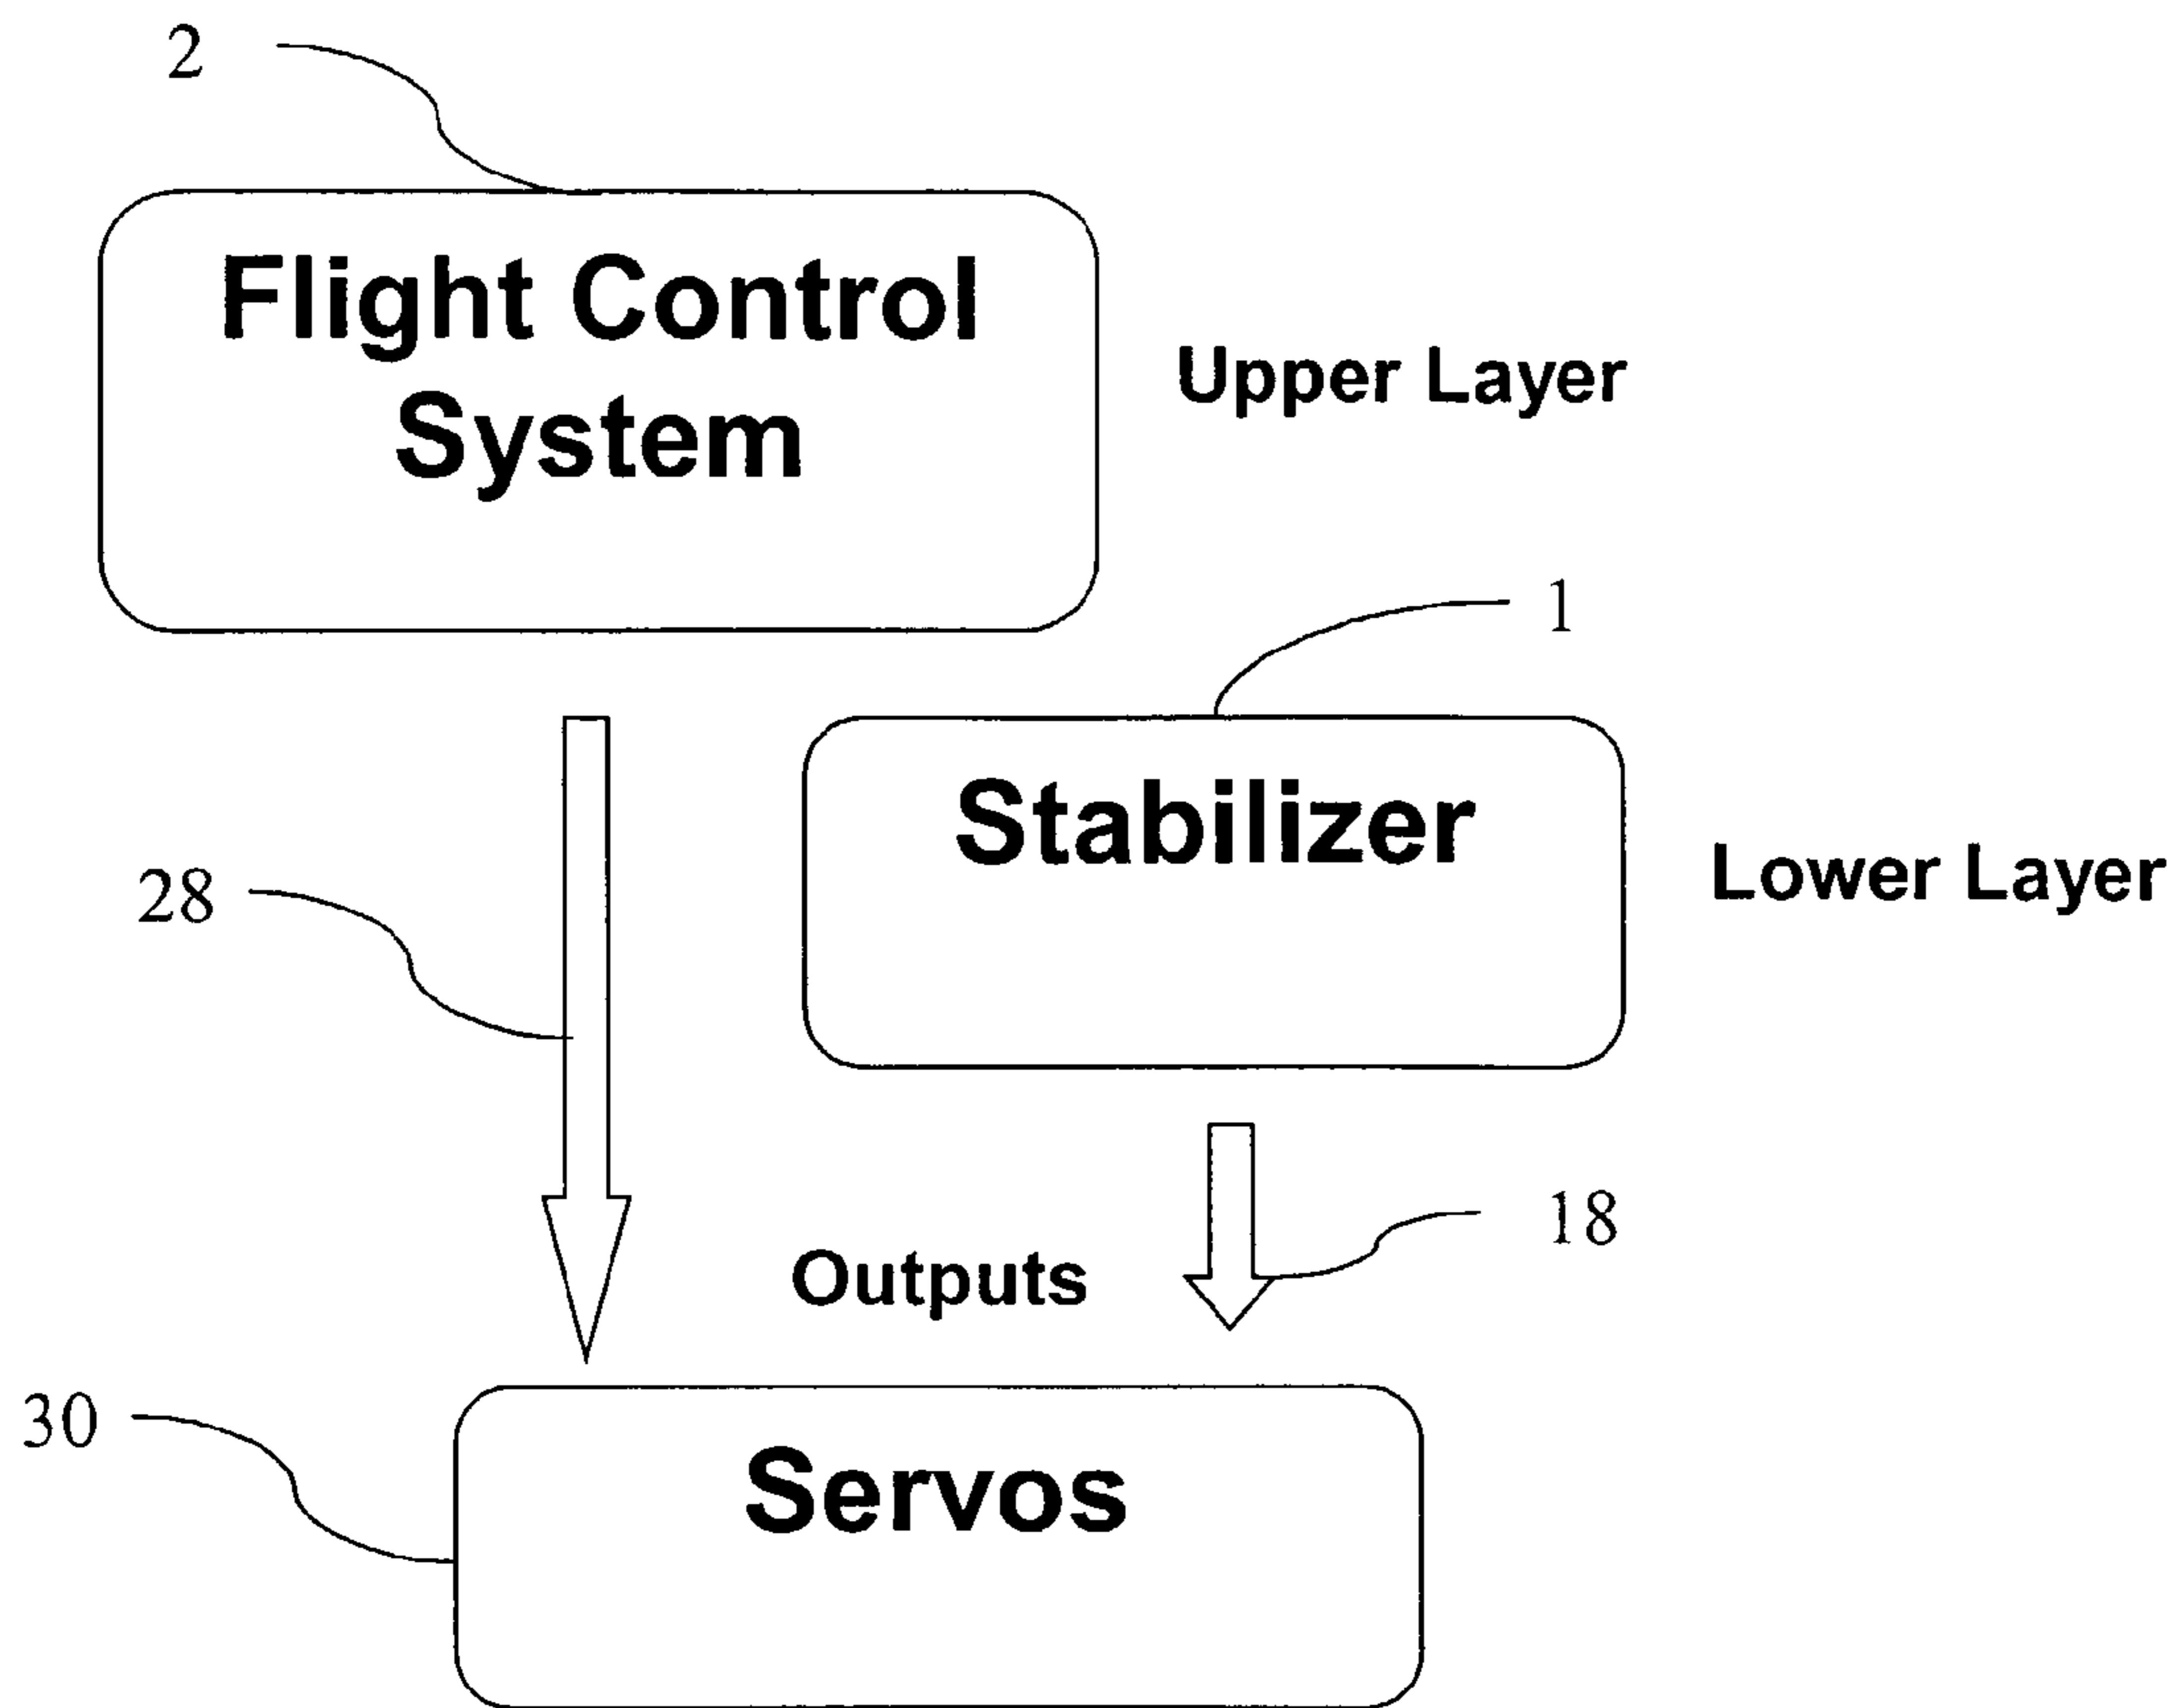 2
Flight Control
System
Upper Layer
1
Stabilizer
Lower Layer
28
18
Outputs
30
Servos